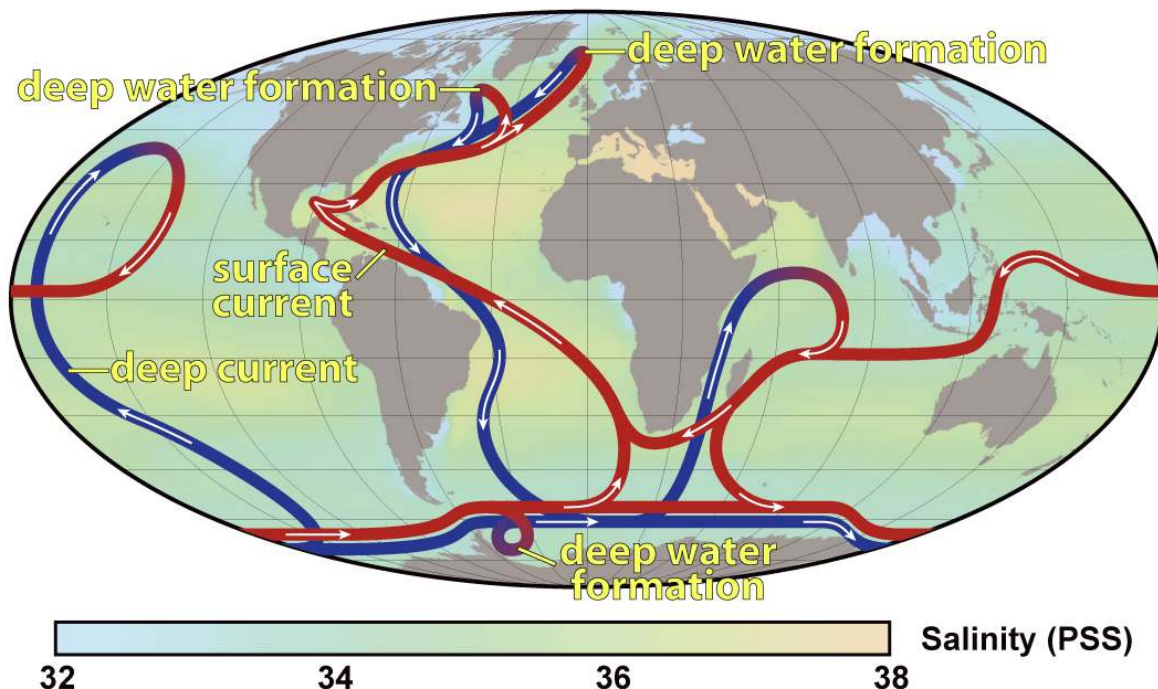 deep water formation
deep water formation
surface
current
deep current
deep water
formation
Salinity (PSS)
32 34 36 38